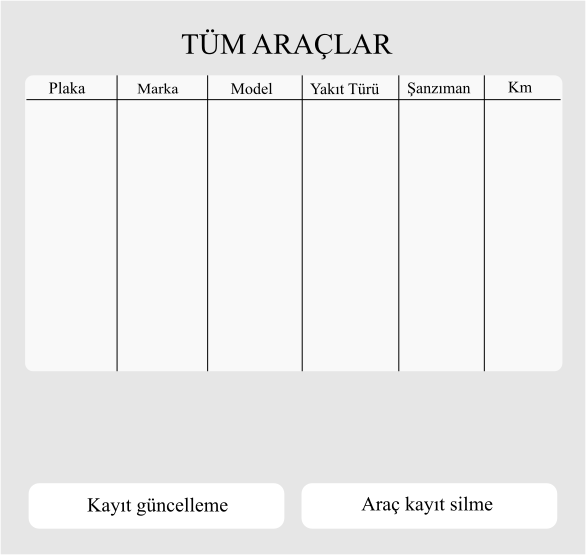 TÜM ARAÇLAR
Plaka Marka Model Yakıt Türü Şanzıman Km
Kayıt güncelleme Araç kayıt silme